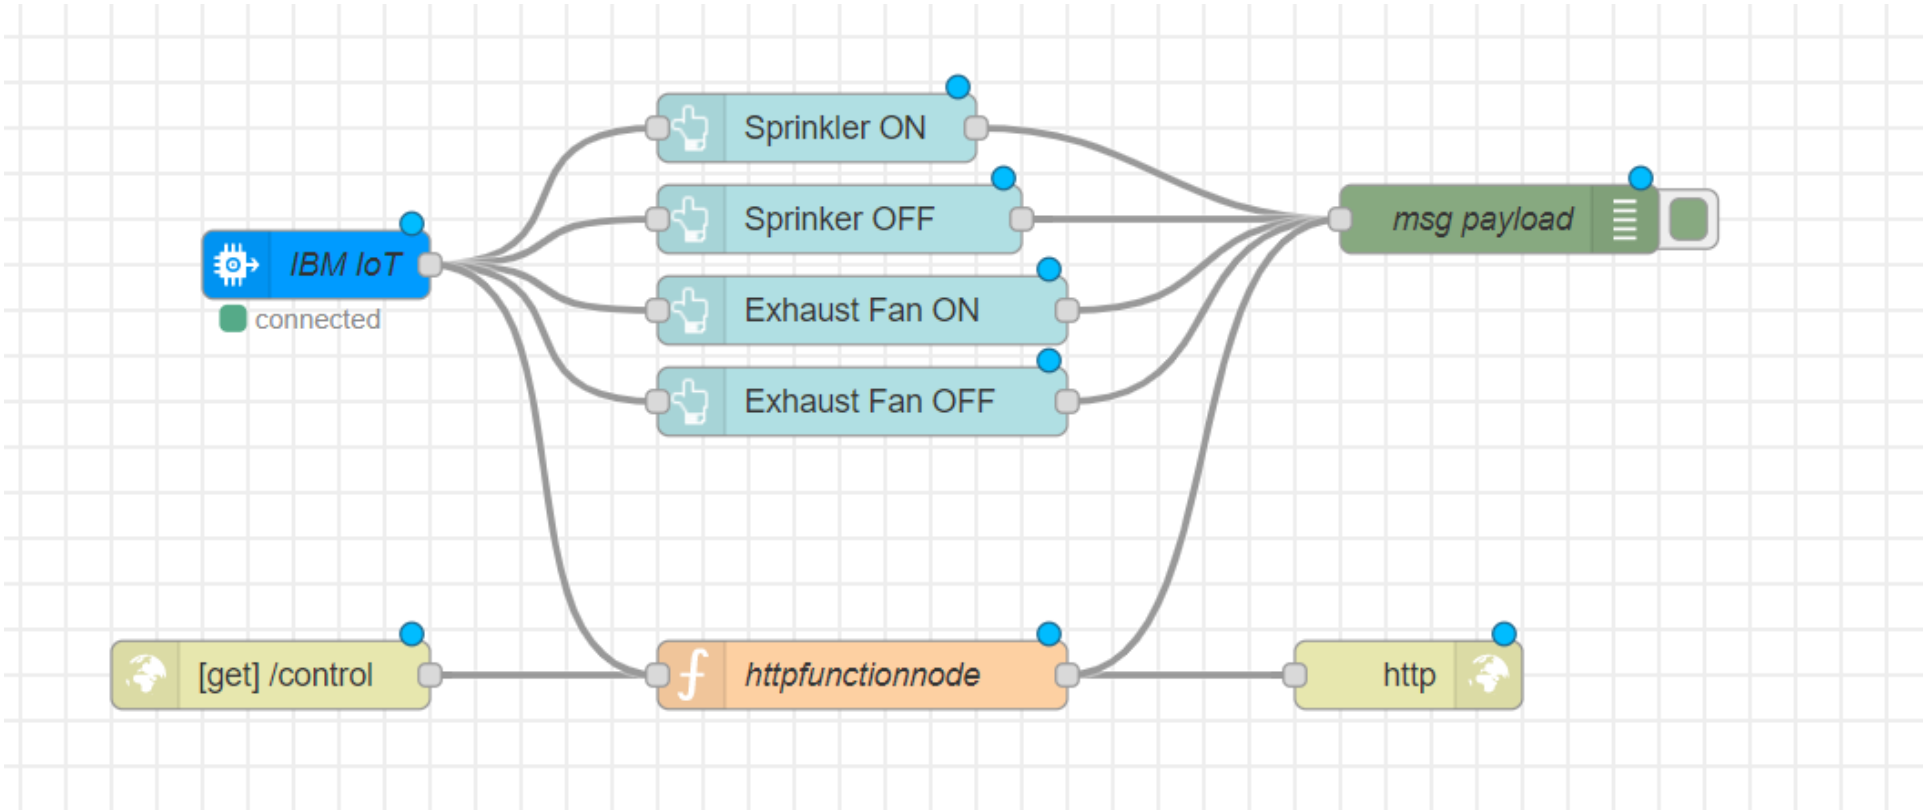 Sprinkler ON
Sprinker OFF
msg payload
IBM IoT
connected
Exhaust Fan ON
Exhaust Fan OFF
[get] /control
httpfunctionnode
http